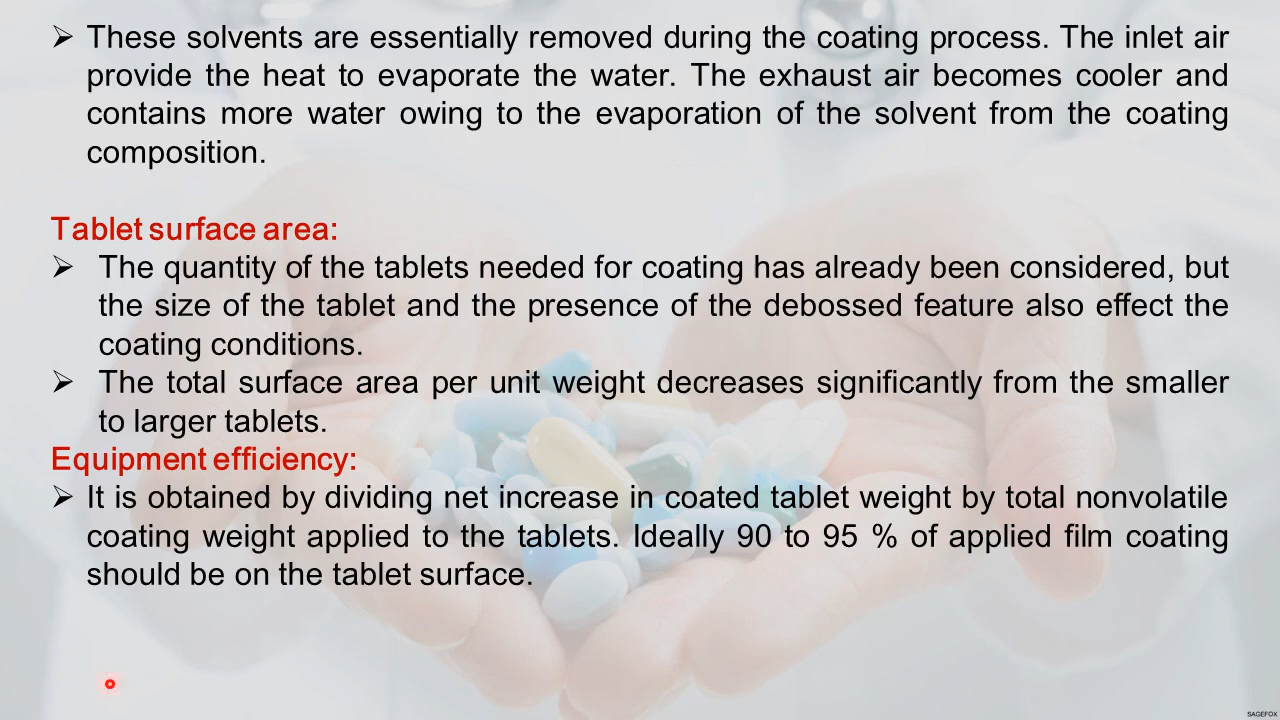 ➢ These solvents are essentially removed during the coating process. The inlet air
provide the heat to evaporate the water. The exhaust air becomes cooler and
contains more water owing to the evaporation of the solvent from the coating
composition.
Tablet surface area:
➢ The quantity of the tablets needed for coating has already been considered, but
the size of the tablet and the presence of the debossed feature also effect the
coating conditions.
➢ The total surface area per unit weight decreases significantly from the smaller
to larger tablets.
Equipment efficiency:
➢ It is obtained by dividing net increase in coated tablet weight by total nonvolatile
coating weight applied to the tablets. Ideally 90 to 95 % of applied film coating
should be on the tablet surface.
SAGEFOX